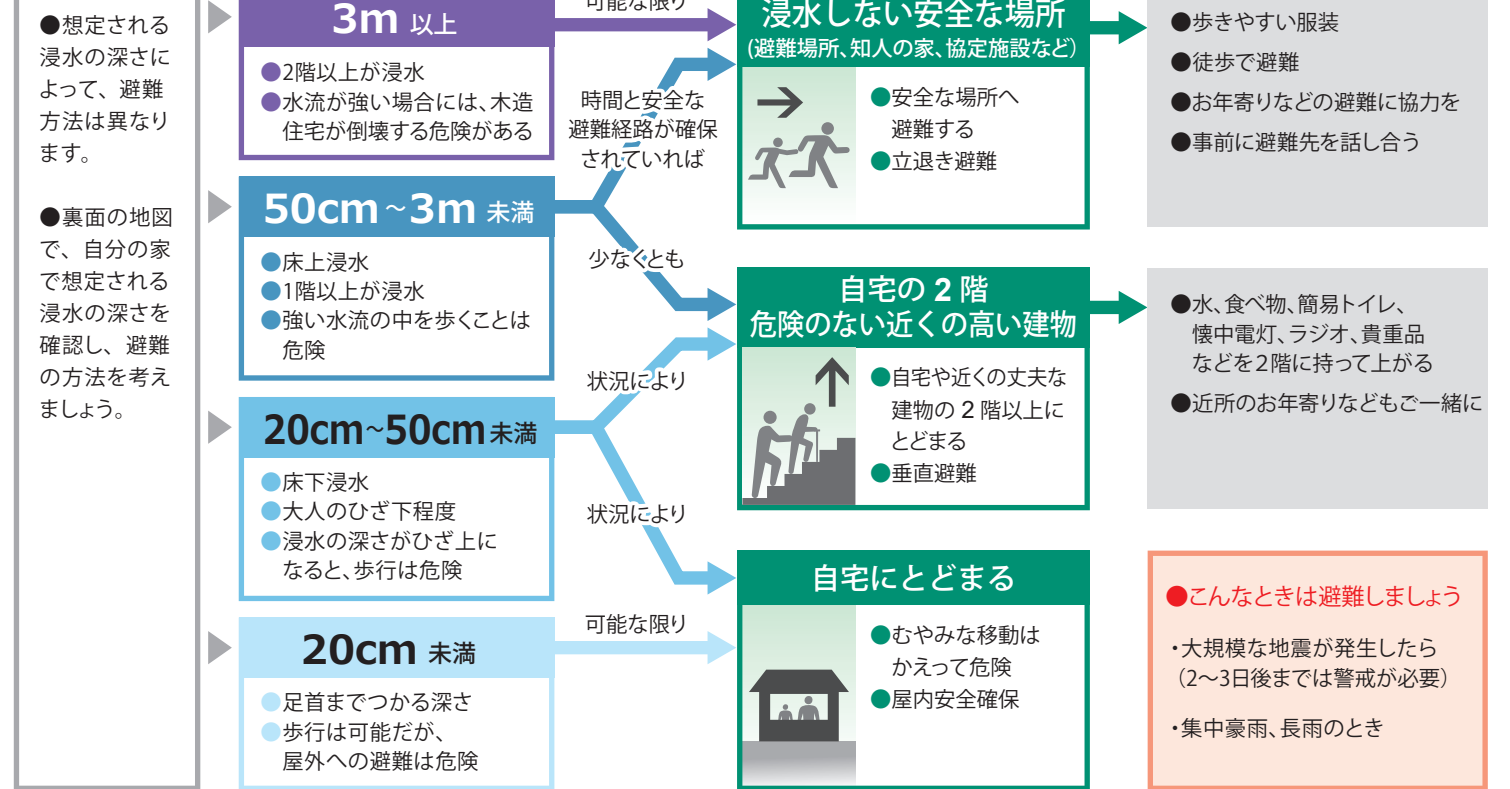 ●想定される
浸水の深さに
よって、避難
方法は異なり
ます。
●裏面の地図
で、自分の家
で想定される
浸水の深さを
確認し、避難
の方法を考え
ましょう。
3m 以上
●2階以上が浸水
●水流が強い場合には、木造
住宅が倒壊する危険がある
50cm～3m 未満
●床上浸水
●1階以上が浸水
●強い水流の中を歩くことは
危険
20cm~50cm未満
●床下浸水
●大人のひざ下程度
●浸水の深さがひざ上に
なると、歩行は危険
20cm 未満
●足首までつかる深さ
●歩行は可能だが、
屋外への避難は危険
可能な限り
時間と安全な
避難経路が確保
されていれば
少なくとも
状況により
状況により
可能な限り
浸水しない安全な場所
(避難場所、知人の家、協定施設など)
●安全な場所へ
避難する
●立退き避難
自宅の 2 階
危険のない近くの高い建物
●自宅や近くの丈夫な
建物の 2 階以上に
とどまる
●垂直避難
自宅にとどまる
●むやみな移動は
かえって危険
●屋内安全確保
●歩きやすい服装
●徒歩で避難
●お年寄りなどの避難に協力を
●事前に避難先を話し合う
●水、食べ物、簡易トイレ、
懐中電灯、ラジオ、貴重品
などを2階に持って上がる
●近所のお年寄りなどもご一緒に
●こんなときは避難しましょう
・大規模な地震が発生したら
（2〜3日後までは警戒が必要）
・集中豪雨、長雨のとき